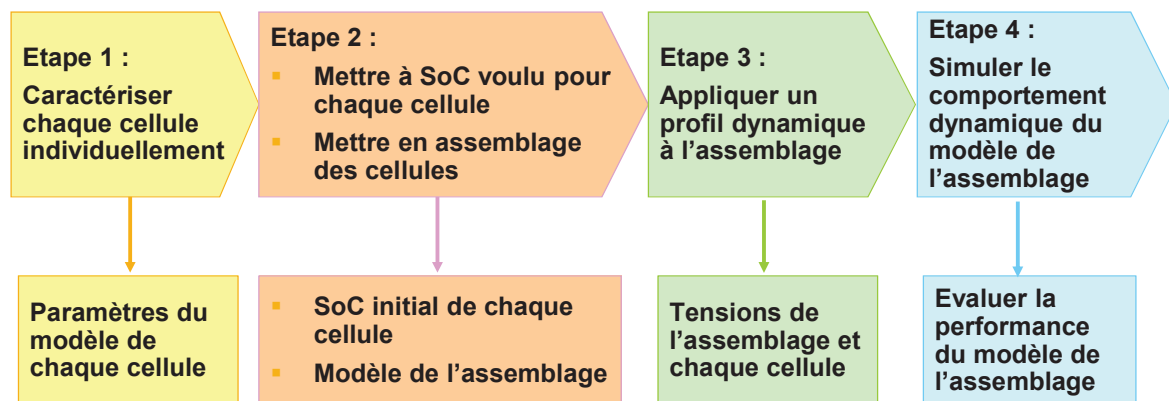 Etape 1 :
Caractériser
chaque cellule
individuellement
Etape 2 :
▪ Mettre à SoC voulu pour
chaque cellule
▪ Mettre en assemblage
des cellules
Etape 3 :
Appliquer un
profil dynamique
à l’assemblage
Etape 4 :
Simuler le
comportement
dynamique du
modèle de
l’assemblage
Paramètres du
modèle de
chaque cellule
▪ SoC initial de chaque
cellule
▪ Modèle de l’assemblage
Tensions de
l’assemblage et
chaque cellule
Evaluer la
performance
du modèle de
l’assemblage